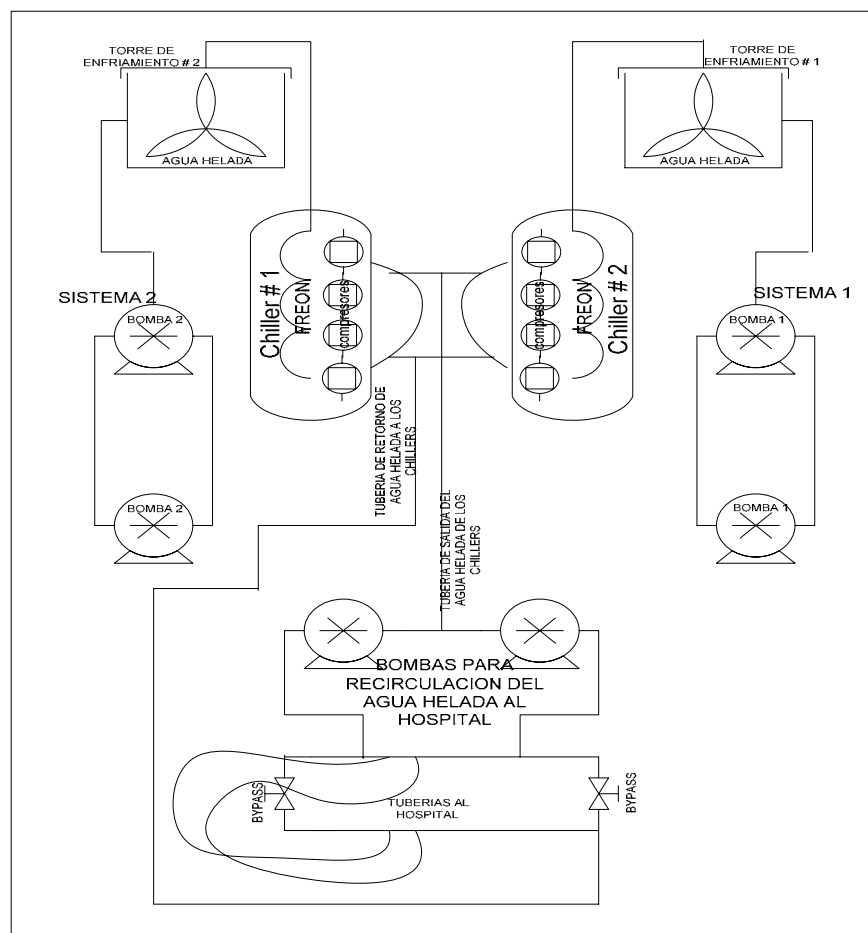 TORRE DE
ENFRIAMIENTO # 2
TORRE DE
ENFRIAMIENTO # 1
AGUA HELADA
AGUA HELADA
Chiller # 1
FREON
compresores
compresores
FREON
Chiller # 2
SISTEMA 2
SISTEMA 1
BOMBA 2
BOMBA 1
TUBERIA DE RETORNO DE
AGUA HELADA A LOS
CHILLERS
BOMBA 2
BOMBA 1
TUBERIA DE SALIDA DEL
AGUA HELADA DE LOS
CHILLERS
BOMBAS PARA
RECIRCULACION DEL
AGUA HELADA AL
HOSPITAL
BYPASS
TUBERIAS AL
HOSPITAL
BYPASS